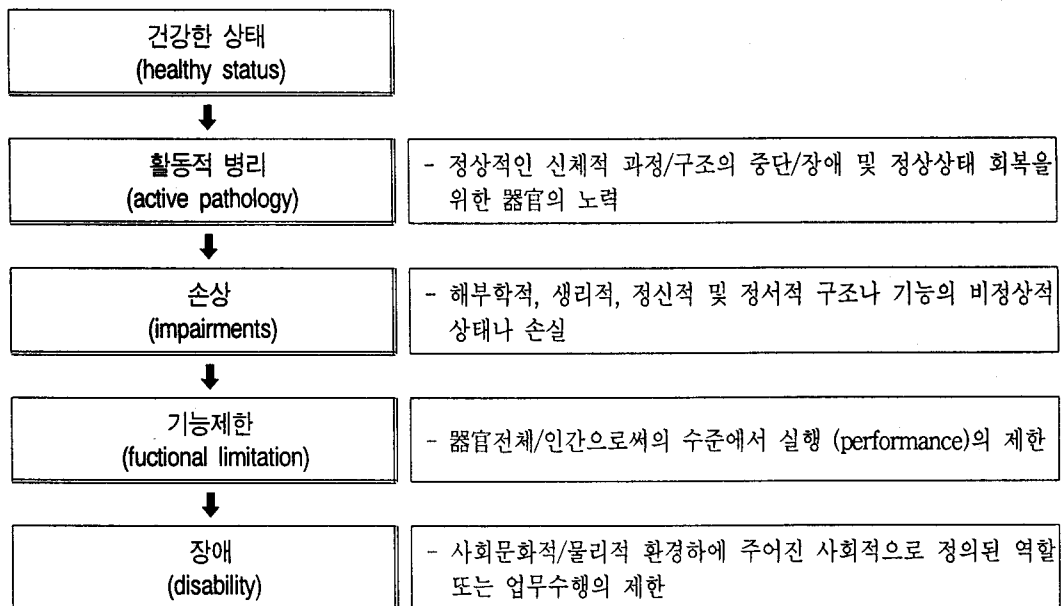 건강한 상태
(healthy status)
활동적 병리
(active pathology)
- 정상적인 신체적 과정/구조의 중단/장애 및 정상상태 회복을
위한 器官의 노력
손상
(impairments)
- 해부학적, 생리적, 정신적 및 정서적 구조나 기능의 비정상적
상태나 손실
기능제한
(fuctional limitation)
- 器官전체/인간으로써의 수준에서 실행 (performance)의 제한
장애
(disability)
- 사회문화적/물리적 환경하에 주어진 사회적으로 정의된 역할
또는 업무수행의 제한